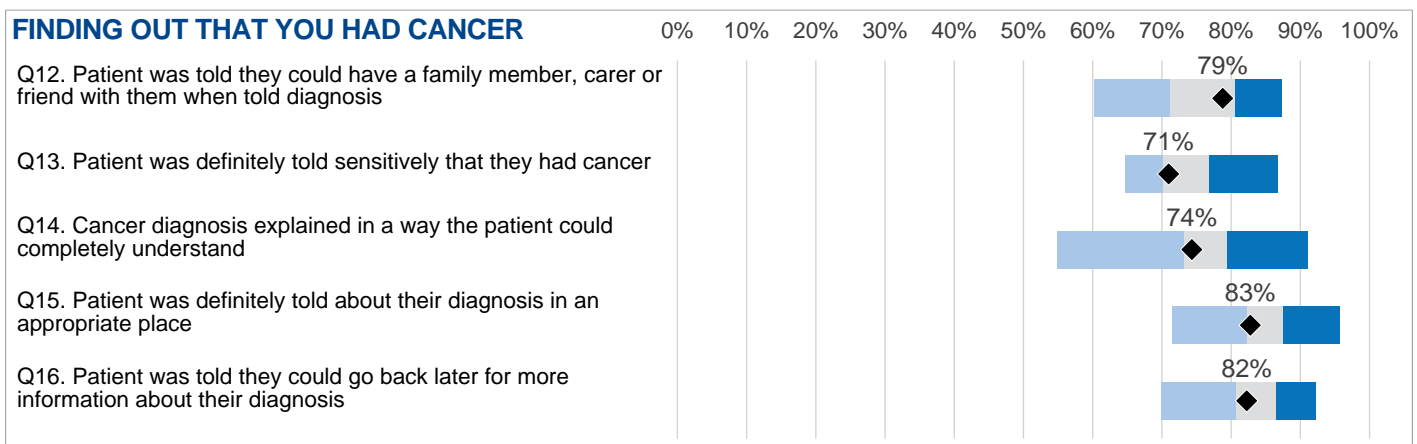 FINDING OUT THAT YOU HAD CANCER
0% 10% 20% 30% 40% 50% 60% 70% 80% 90% 100%
Q12. Patient was told they could have a family member, carer or
friend with them when told diagnosis
79%
Q13. Patient was definitely told sensitively that they had cancer
71%
Q14. Cancer diagnosis explained in a way the patient could
completely understand
74%
Q15. Patient was definitely told about their diagnosis in an
appropriate place
83%
Q16. Patient was told they could go back later for more
information about their diagnosis
82%